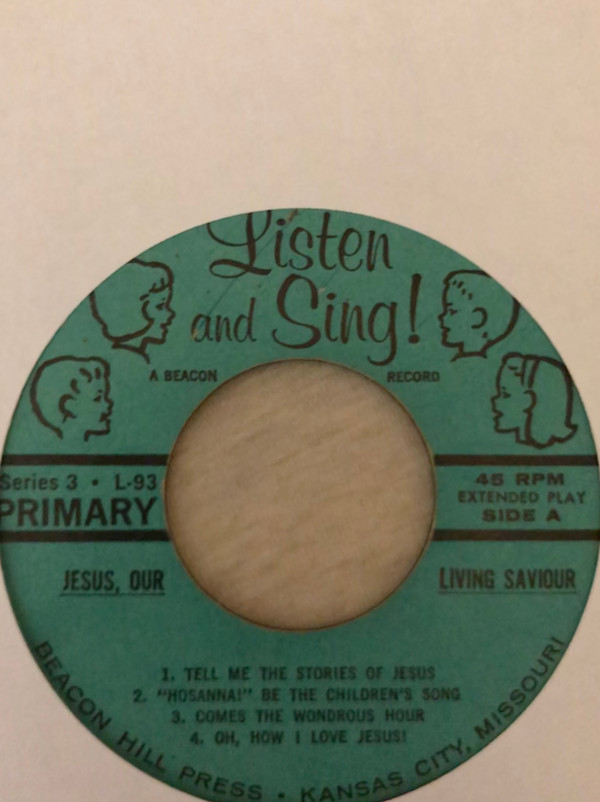 Listen
and Sing!
A BEACON RECORD
Series 3 • L-93
PRIMARY
45 RPM
EXTENDED PLAY
SIDE A
JESUS, OUR LIVING SAVIOUR
1. TELL ME THE STORIES OF JESUS
2. "HOSANNA!" BE THE CHILDREN'S SONG
3. COMES THE WONDROUS HOUR
4. OH, HOW I LOVE JESUS!
BEACON HILL PRESS • KANSAS CITY, MISSOURI